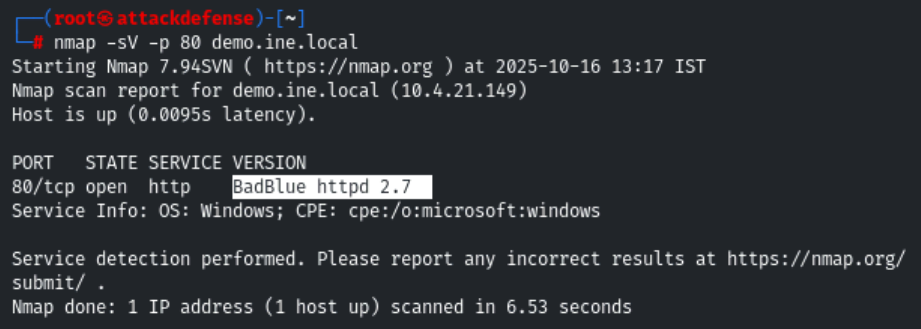 ┌──(root㉿attackdefense)-[~]
└─# nmap -sV -p 80 demo.ine.local
Starting Nmap 7.94SVN ( https://nmap.org ) at 2025-10-16 13:17 IST
Nmap scan report for demo.ine.local (10.4.21.149)
Host is up (0.0095s latency).
PORT   STATE SERVICE VERSION
80/tcp open  http    BadBlue httpd 2.7
Service Info: OS: Windows; CPE: cpe:/o:microsoft:windows
Service detection performed. Please report any incorrect results at https://nmap.org/
submit/ .
Nmap done: 1 IP address (1 host up) scanned in 6.53 seconds